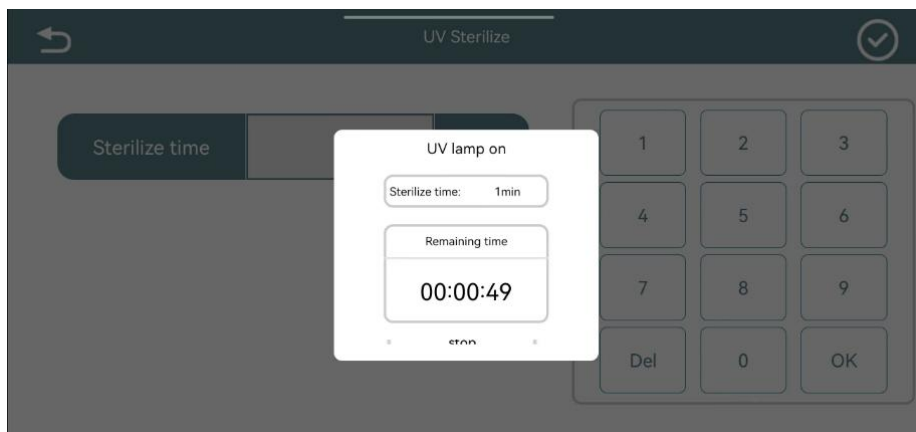 UV Sterilize
Sterilize time
UV lamp on
Sterilize time: 1min
Remaining time
00:00:49
stop
1 2 3
4 5 6
7 8 9
Del 0 OK